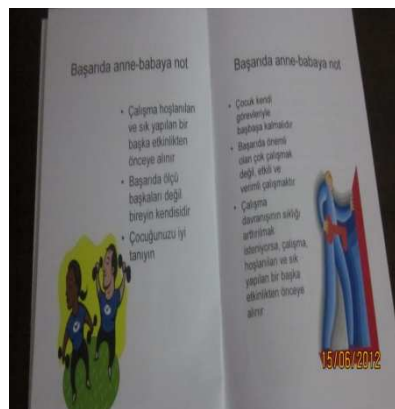 Başarıda anne-babaya not
• Çalışma hoşlanılan
ve sık yapılan bir
başka etkinlikten
önceye alınır
• Başarıda ölçü
başkaları değil
bireyin kendisidir
• Çocuğunuzu iyi
tanıyın
Başarıda anne-babaya not
• Çocuk kendi
görevleriyle
başbaşa kalmalıdır
• Başarıda önemli
olan çok çalışmak
değil, etkili ve
verimli çalışmaktır
• Çalışma
davranışının sıklığı
arttırılmak
isteniyorsa, çalışma,
hoşlanılan ve sık
yapılan bir başka
etkinlikten önceye
alınır
15/06/2012